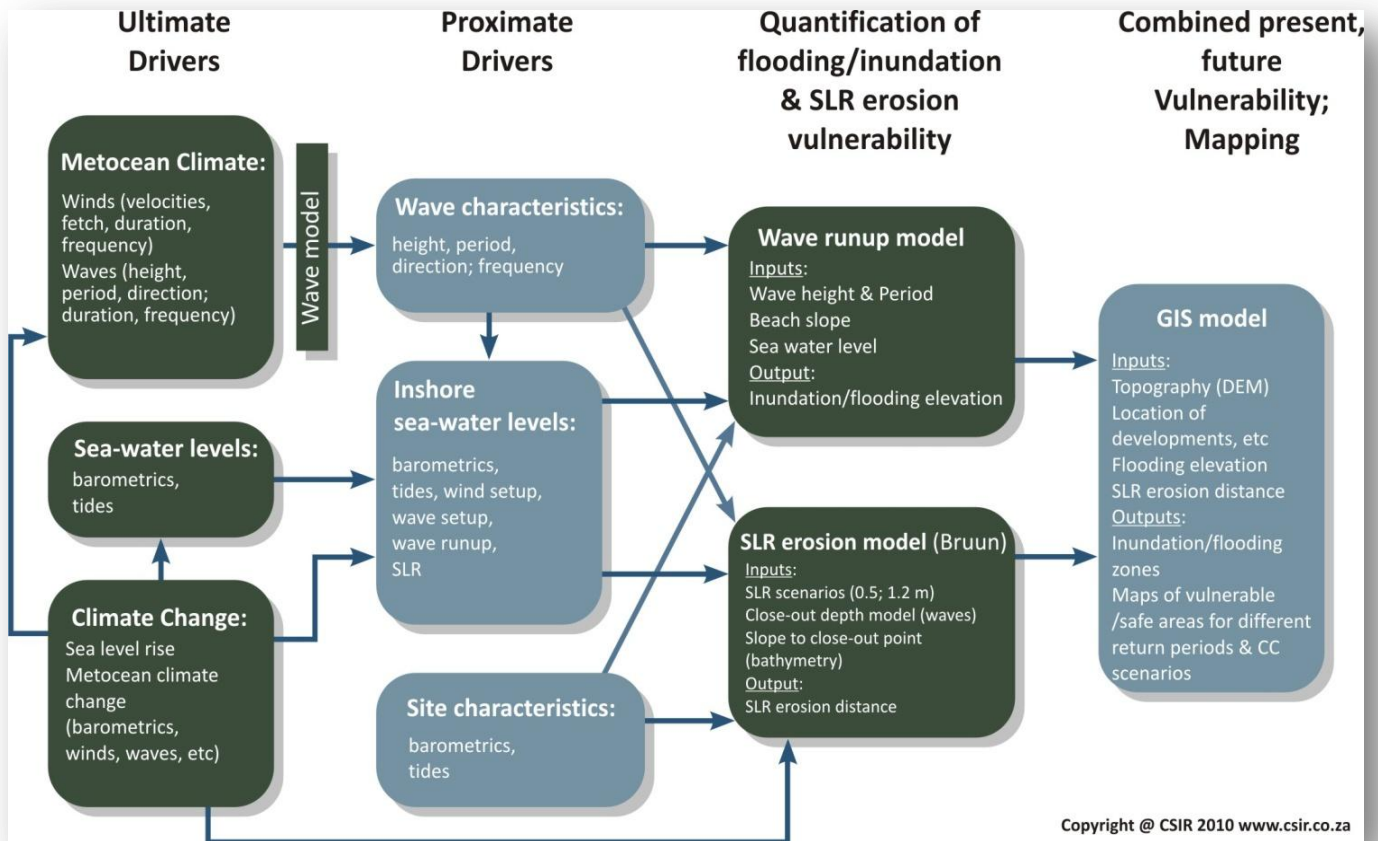 Ultimate
Drivers
Proximate
Drivers
Quantification of
flooding/inundation
& SLR erosion
vulnerability
Combined present,
future
Vulnerability;
Mapping
Metocean Climate:
Winds (velocities,
fetch, duration,
frequency)
Waves (height,
period, direction;
duration, frequency)
Wave model
Sea-water levels:
barometrics,
tides
Climate Change:
Sea level rise
Metocean climate
change
(barometrics,
winds, waves, etc)
Wave characteristics:
height, period,
direction; frequency
Inshore
sea-water levels:
barometrics,
tides, wind setup,
wave setup,
wave runup,
SLR
Site characteristics:
barometrics,
tides
Wave runup model
Inputs:
Wave height & Period
Beach slope
Sea water level
Output:
Inundation/flooding elevation
SLR erosion model (Bruun)
Inputs:
SLR scenarios (0.5; 1.2 m)
Close-out depth model (waves)
Slope to close-out point
(bathymetry)
Output:
SLR erosion distance
GIS model
Inputs:
Topography (DEM)
Location of
developments, etc
Flooding elevation
SLR erosion distance
Outputs:
Inundation/flooding
zones
Maps of vulnerable
/safe areas for different
return periods & CC
scenarios
Copyright @ CSIR 2010 www.csir.co.za